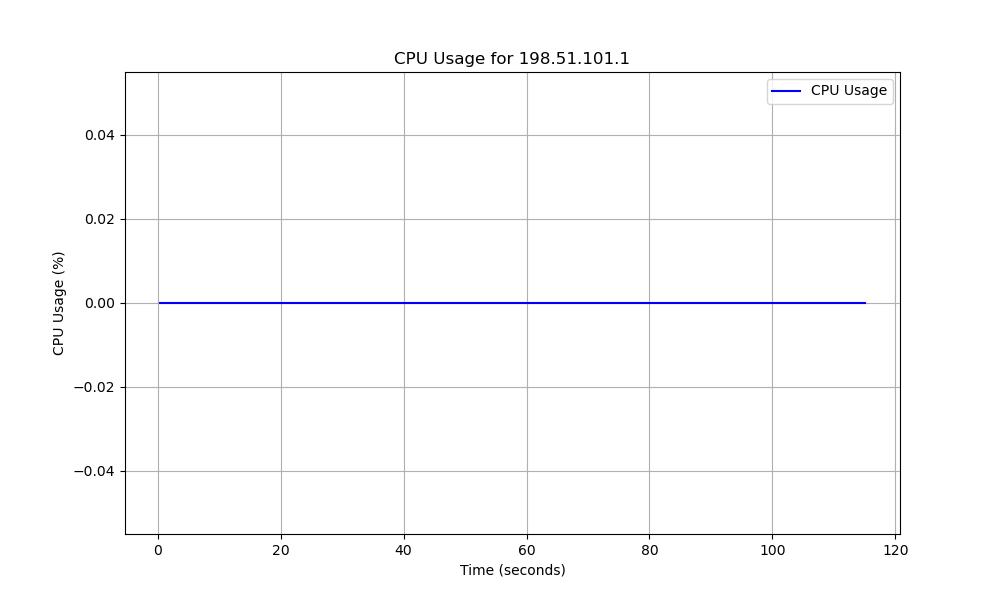 CPU Usage for 198.51.101.1
CPU Usage
0.04
0.02
0.00
−0.02
−0.04
CPU Usage (%)
0 20 40 60 80 100 120
Time (seconds)